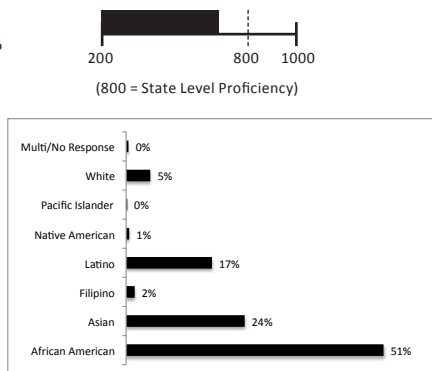 200 800 1000
(800 = State Level Proficiency)
Multi/No Response 0%
White 5%
Pacific Islander 0%
Native American 1%
Latino 17%
Filipino 2%
Asian 24%
African American 51%